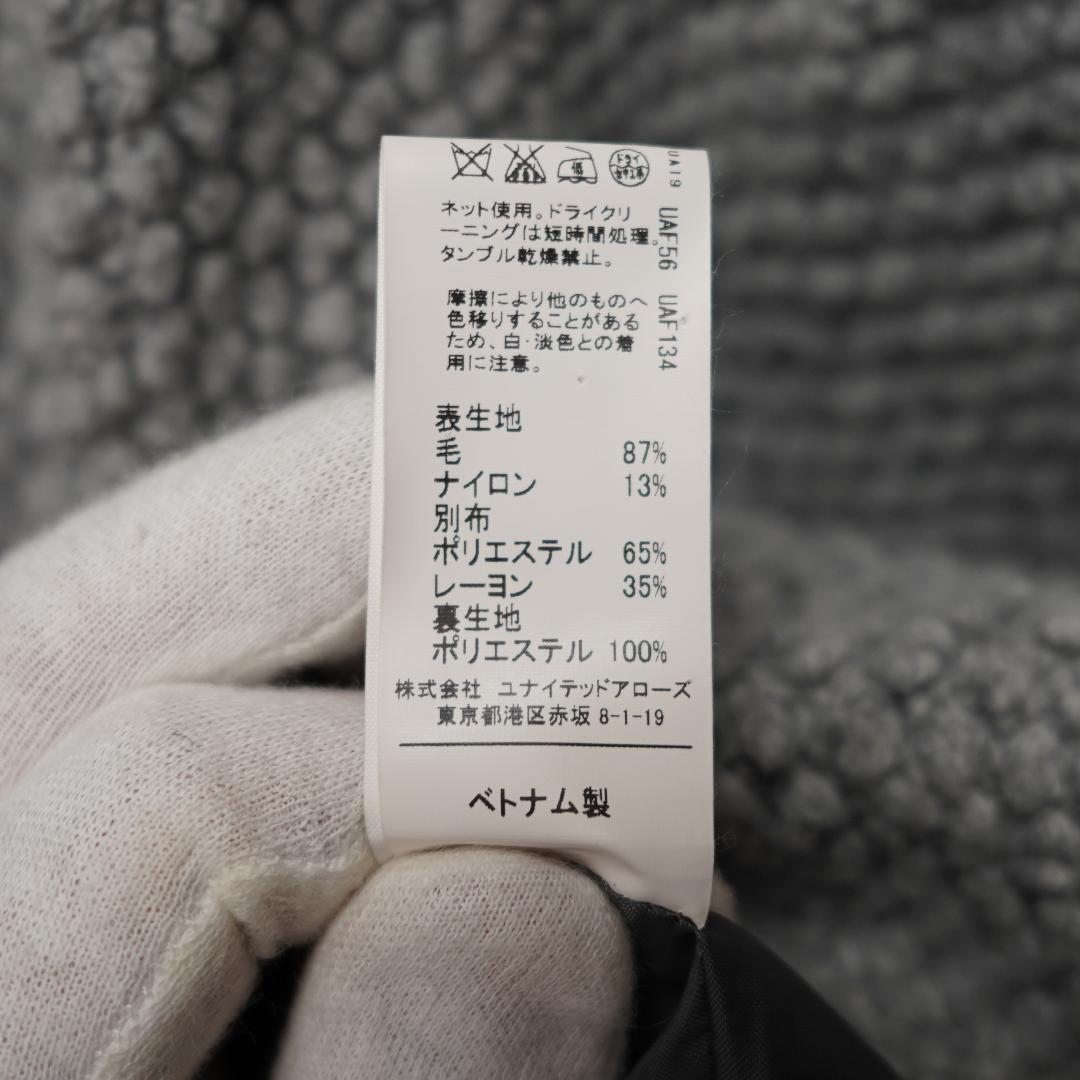 低
ドライ
ネット使用。ドライクリ
ーニングは短時間処理。
タンブル乾燥禁止。
摩擦により他のものへ
色移りすることがある
ため、白・淡色との着
用に注意。
UA19 UAF56 UAF134
表生地
毛 87%
ナイロン 13%
別布
ポリエステル 65%
レーヨン 35%
裏生地
ポリエステル 100%
株式会社 ユナイテッドアローズ
東京都港区赤坂 8-1-19
ベトナム製